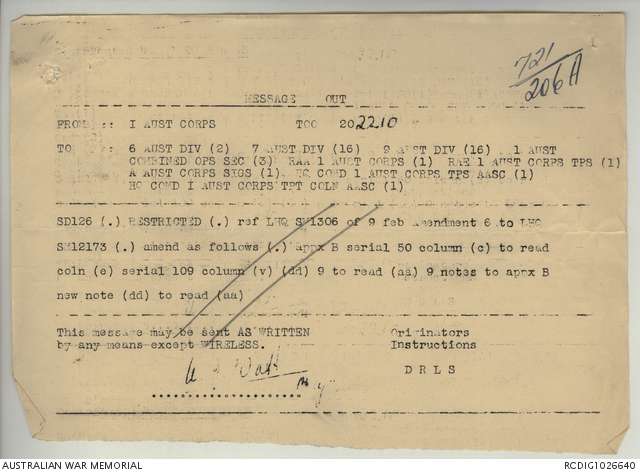 721
206A
MESSAGE OUT
FROM : I AUST CORPS TOO 202210
TO : 6 AUST DIV (2) 7 AUST DIV (16) 9 AUST DIV (16) 1 AUST
COMBINED OPS SEC (3) RAA 1 AUST CORPS (1) RAE 1 AUST CORPS TPS (1)
A AUST CORPS SIGS (1) HQ COMD 1 AUST CORPS TPS AASC (1)
HQ COMD I AUST CORPS TPT COLN AASC (1)
SD126 (.) RESTRICTED (.) ref LHQ SM1306 of 9 feb Amendment 6 to LHQ
SM12173 (.) amend as follows (.) appx B serial 50 column (c) to read
coln (e) serial 109 column (v) (dd) 9 to read (aa) 9 notes to appx B
new note (dd) to read (aa)
This message may be sent AS WRITTEN Originators
by any means except WIRELESS. Instructions
D R L S
AUSTRALIAN WAR MEMORIAL RCDIG1026640